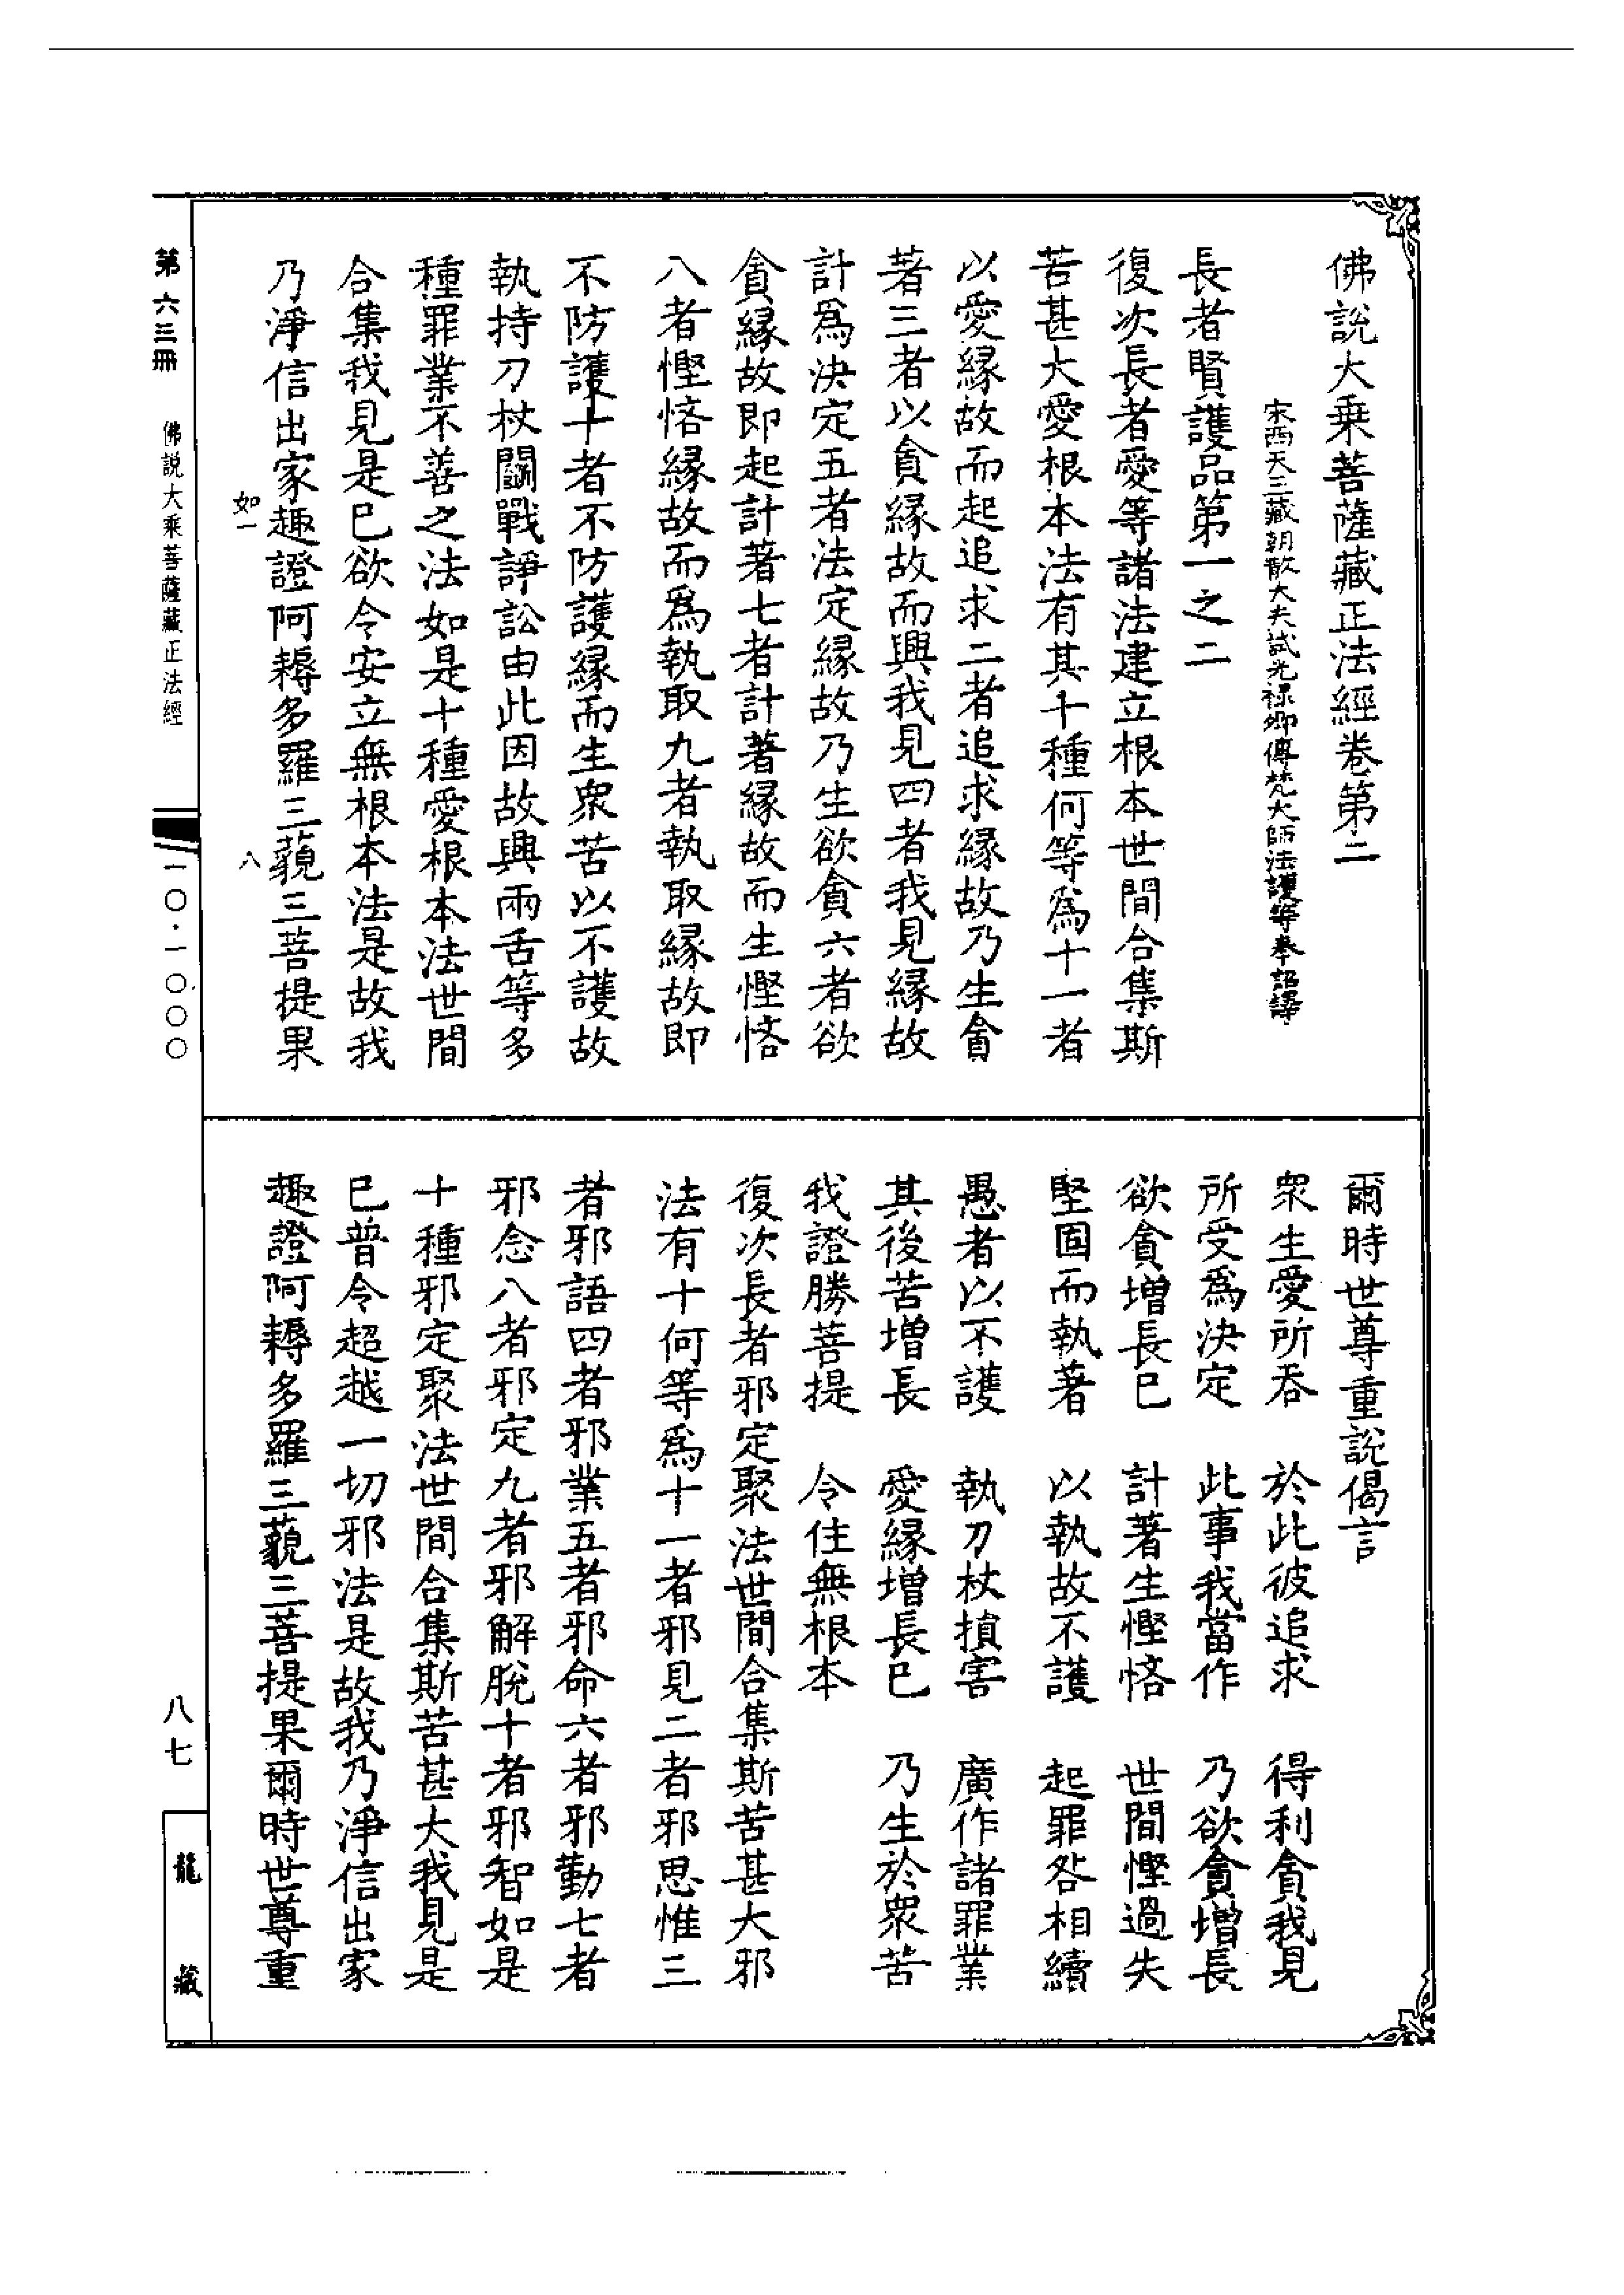 佛說大乘菩薩藏正法經卷第二
宋西天三藏朝散大夫試光祿卿傳梵大師法護等奉詔譯
長者賢護品第一之二
復次長者愛等諸法建立根本世間合集斯
苦甚大愛根本法有其十種何等爲十一者
以愛緣故而起追求二者追求緣故乃生貪
著三者以貪緣故而興我見四者我見緣故
計爲決定五者法定緣故乃生欲貪六者欲
貪緣故即起計著七者計著緣故而生慳悋
八者慳悋緣故而爲執取九者執取緣故即
不防護十者不防護緣而生衆苦以不護故
執持刀杖鬬戰諍訟由此因故興兩舌等多
種罪業不善之法如是十種愛根本法世間
合集我見是已欲令安立無根本法是故我
乃淨信出家趣證阿耨多羅三藐三菩提果
爾時世尊重說偈言
衆生愛所吞 於此彼追求 得利貪我見
所受爲決定 此事我當作 乃欲貪增長
欲貪增長已 計著生慳悋 世間慳過失
堅固而執著 以執故不護 起罪咎相續
愚者以不護 執刀杖損害 廣作諸罪業
其後苦增長 愛緣增長已 乃生於衆苦
我證勝菩提 令住無根本
復次長者邪定聚法世間合集斯苦甚大邪
法有十何等爲十一者邪見二者邪思惟三
者邪語四者邪業五者邪命六者邪勤七者
邪念八者邪定九者邪解脫十者邪智如是
十種邪定聚法世間合集斯苦甚大我見是
已普令超越一切邪法是故我乃淨信出家
趣證阿耨多羅三藐三菩提果爾時世尊重
如一
八
第六三冊
佛說大乘菩薩藏正法經
一〇·一〇〇〇
八七
龍藏